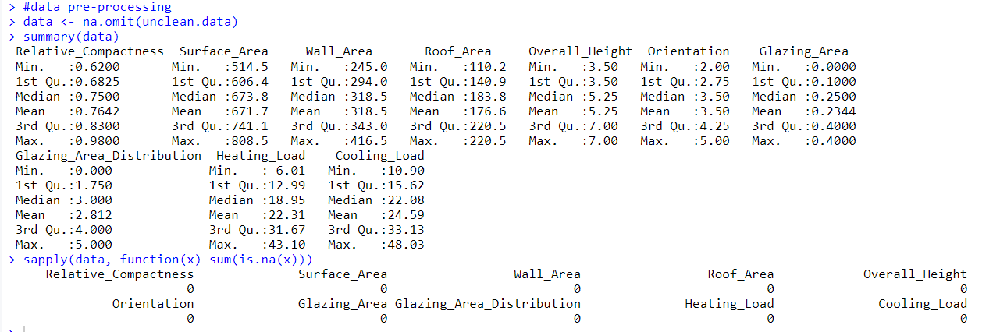 > #data pre-processing
> data <- na.omit(unclean.data)
> summary(data)
Relative_Compactness Surface_Area Wall_Area Roof_Area Overall_Height Orientation Glazing_Area
Min. :0.6200 Min. :514.5 Min. :245.0 Min. :110.2 Min. :3.50 Min. :2.00 Min. :0.0000
1st Qu.:0.6825 1st Qu.:606.4 1st Qu.:294.0 1st Qu.:140.9 1st Qu.:3.50 1st Qu.:2.75 1st Qu.:0.1000
Median :0.7500 Median :673.8 Median :318.5 Median :183.8 Median :5.25 Median :3.50 Median :0.2500
Mean :0.7642 Mean :671.7 Mean :318.5 Mean :176.6 Mean :5.25 Mean :3.50 Mean :0.2344
3rd Qu.:0.8300 3rd Qu.:741.1 3rd Qu.:343.0 3rd Qu.:220.5 3rd Qu.:7.00 3rd Qu.:4.25 3rd Qu.:0.4000
Max. :0.9800 Max. :808.5 Max. :416.5 Max. :220.5 Max. :7.00 Max. :5.00 Max. :0.4000
Glazing_Area_Distribution Heating_Load Cooling_Load
Min. :0.000 Min. : 6.01 Min. :10.90
1st Qu.:1.750 1st Qu.:12.99 1st Qu.:15.62
Median :3.000 Median :18.95 Median :22.08
Mean :2.812 Mean :22.31 Mean :24.59
3rd Qu.:4.000 3rd Qu.:31.67 3rd Qu.:33.13
Max. :5.000 Max. :43.10 Max. :48.03
> sapply(data, function(x) sum(is.na(x)))
Relative_Compactness Surface_Area Wall_Area Roof_Area Overall_Height
0 0 0 0 0
Orientation Glazing_Area Glazing_Area_Distribution Heating_Load Cooling_Load
0 0 0 0 0
>